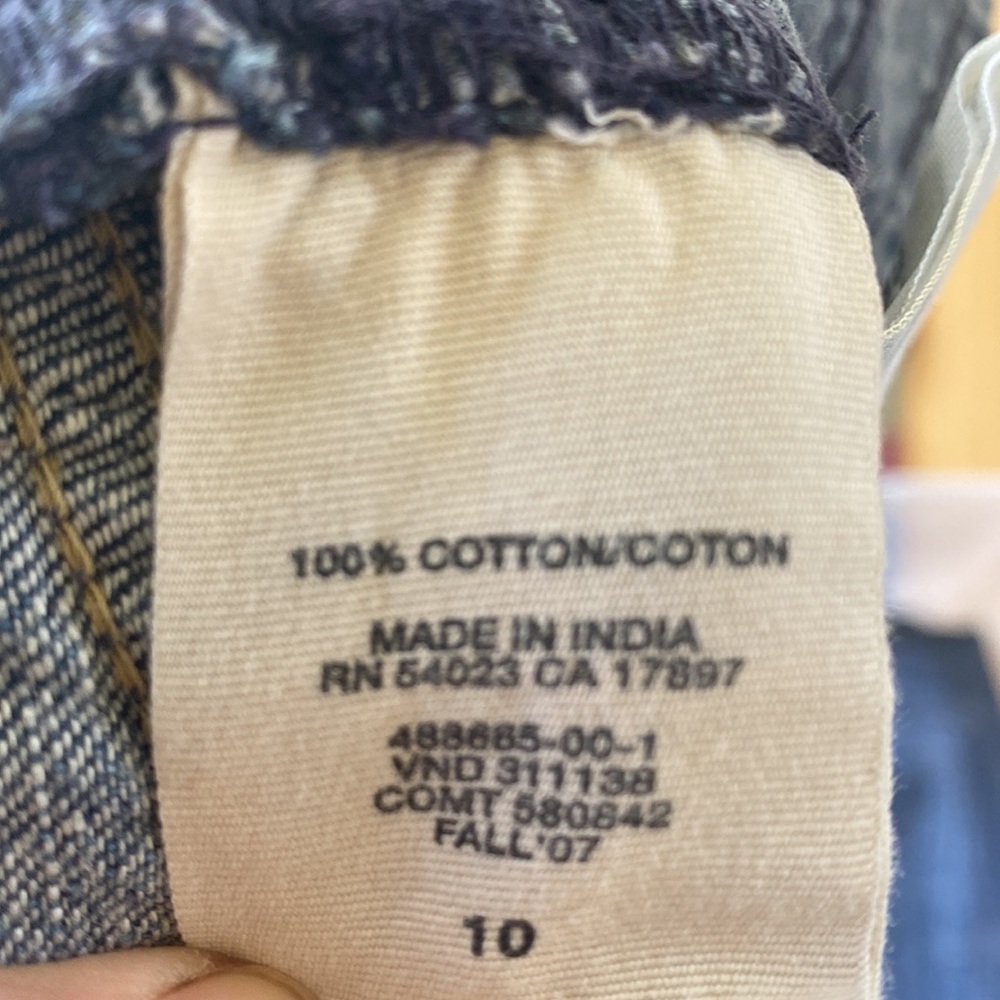 100% COTTON/COTON
MADE IN INDIA
RN 54023 CA 17897
488665-00-1
VND 311138
COMT 580842
FALL'07
10